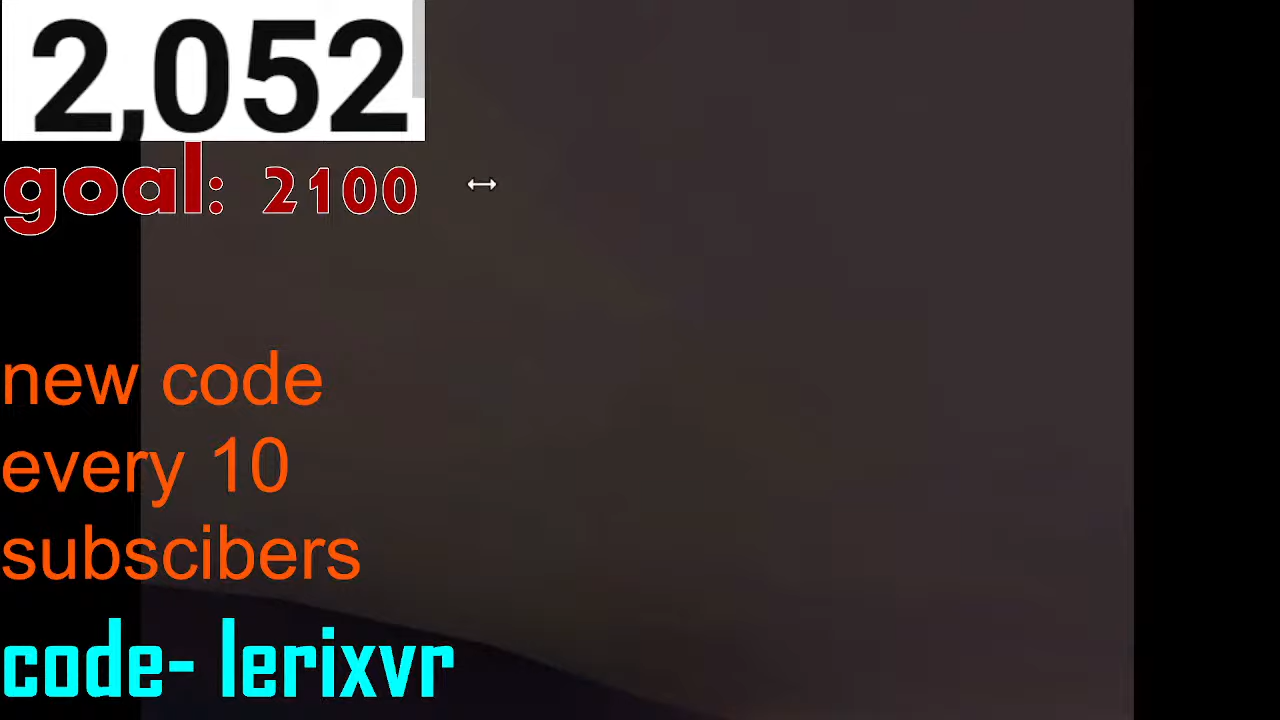 2,052
goal: 2100
new code
every 10
subscibers
code- lerixvr